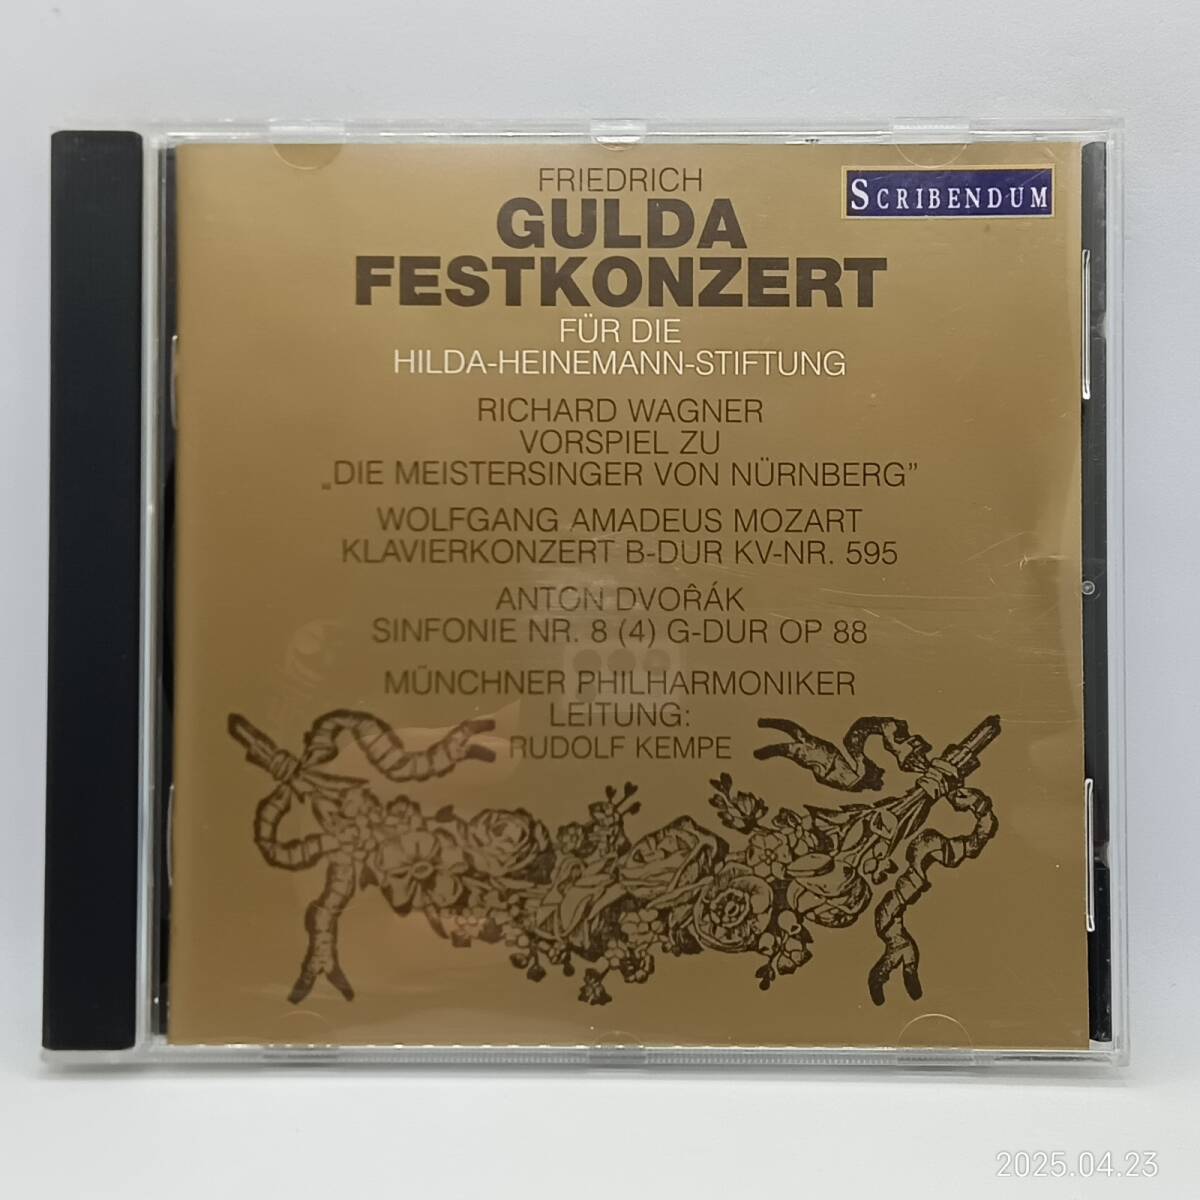 FRIEDRICH
GULDA
FESTKONZERT
FÜR DIE
HILDA-HEINEMANN-STIFTUNG
SCRIBENDUM
RICHARD WAGNER
VORSPIEL ZU
„DIE MEISTERSINGER VON NÜRNBERG”
WOLFGANG AMADEUS MOZART
KLAVIERKONZERT B-DUR KV-NR. 595
ANTON DVOŘÁK
SINFONIE NR. 8 (4) G-DUR OP 88
MÜNCHNER PHILHARMONIKER
LEITUNG:
RUDOLF KEMPE
2025.04.23